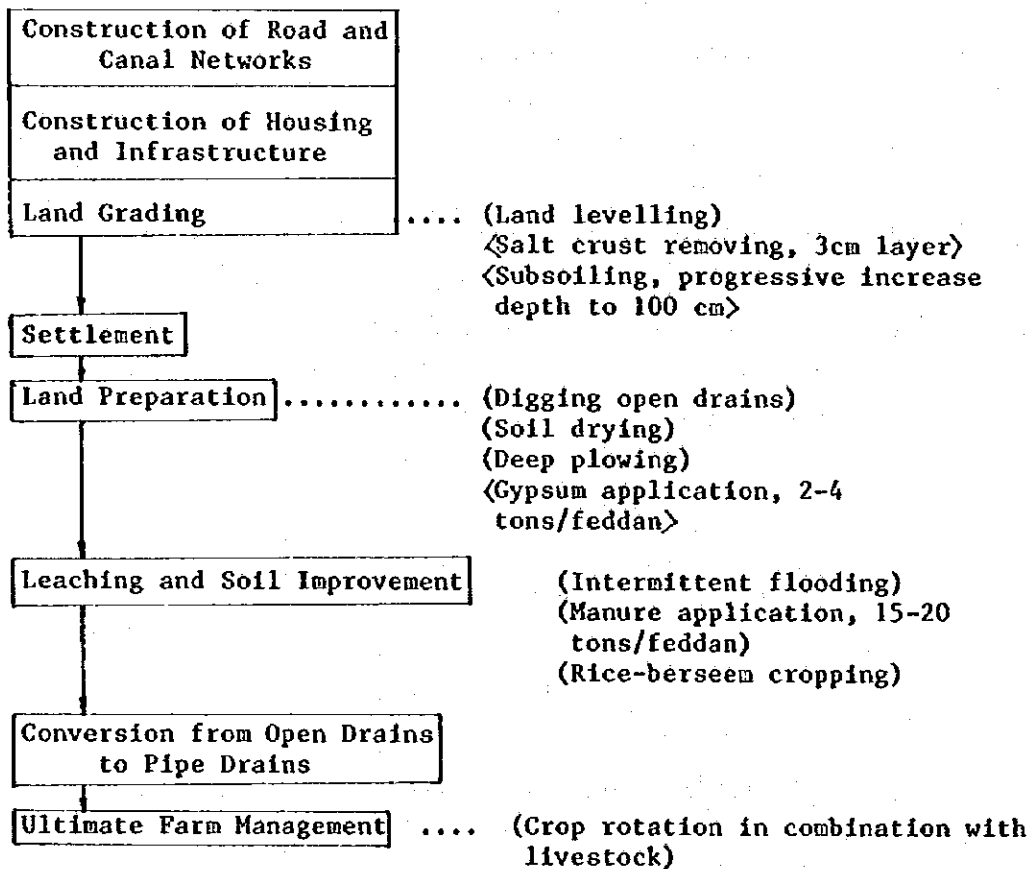 Construction of Road and
Canal Networks
Construction of Housing
and Infrastructure
Land Grading .... (Land levelling)
<Salt crust removing, 3cm layer>
<Subsoiling, progressive increase
depth to 100 cm>
Settlement
Land Preparation ............ (Digging open drains)
(Soil drying)
(Deep plowing)
<Gypsum application, 2-4
tons/feddan>
Leaching and Soil Improvement (Intermittent flooding)
(Manure application, 15-20
tons/feddan)
(Rice-berseem cropping)
Conversion from Open Drains
to Pipe Drains
Ultimate Farm Management .... (Crop rotation in combination with
livestock)